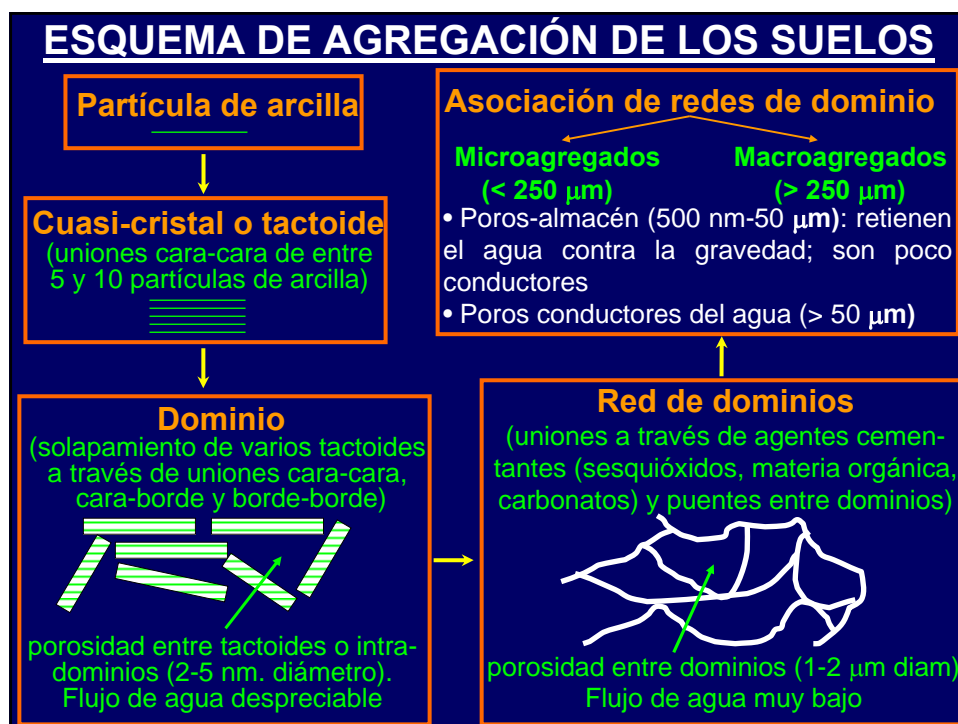 ESQUEMA DE AGREGACIÓN DE LOS SUELOS
Partícula de arcilla
Cuasi-cristal o tactoide
(uniones cara-cara de entre
5 y 10 partículas de arcilla)
Dominio
(solapamiento de varios tactoides
a través de uniones cara-cara,
cara-borde y borde-borde)
porosidad entre tactoides o intra-
dominios (2-5 nm. diámetro).
Flujo de agua despreciable
Red de dominios
(uniones a través de agentes cemen-
tantes (sesquióxidos, materia orgánica,
carbonatos) y puentes entre dominios)
porosidad entre dominios (1-2 μm diam)
Flujo de agua muy bajo
Asociación de redes de dominio
Microagregados
(< 250 μm)
Macroagregados
(> 250 μm)
• Poros-almacén (500 nm-50 μm): retienen
el agua contra la gravedad; son poco
conductores
• Poros conductores del agua (> 50 μm)